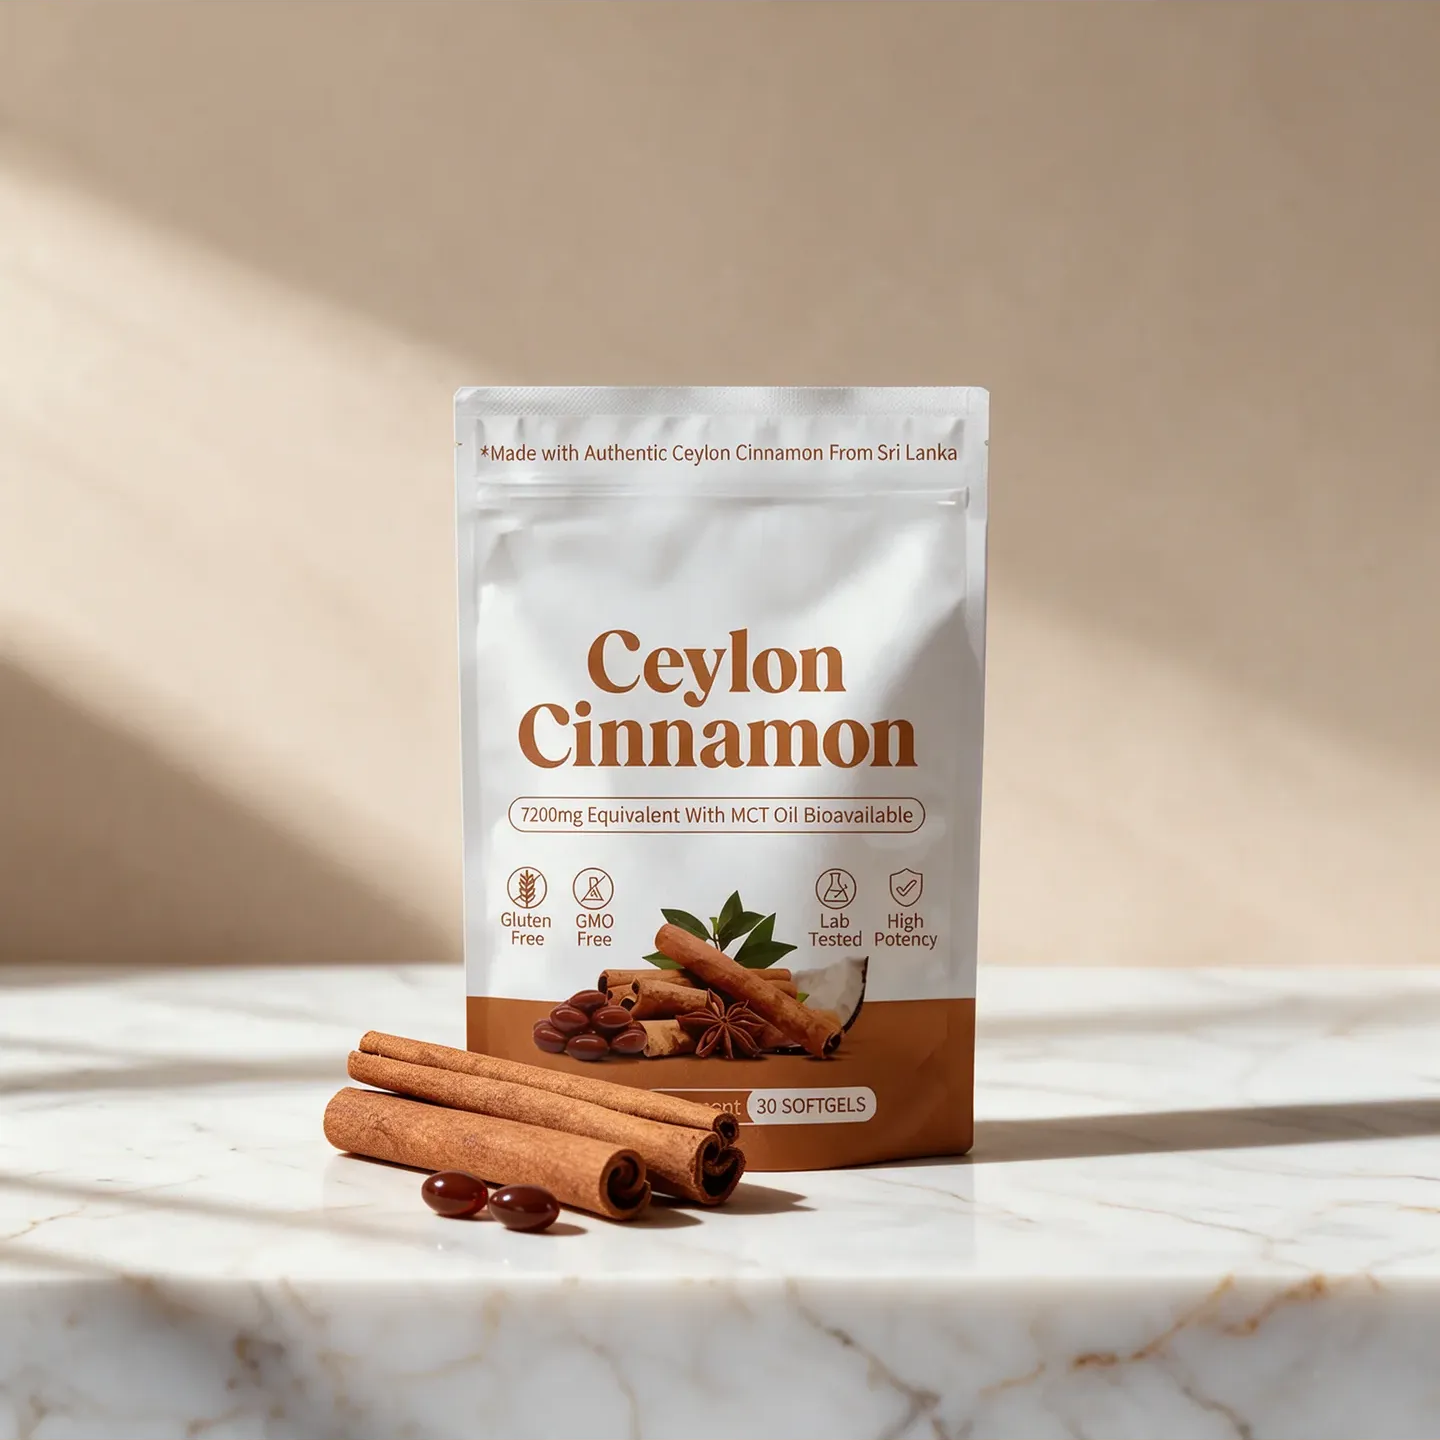 *Made with Authentic Ceylon Cinnamon From Sri Lanka
Ceylon
Cinnamon
7200mg Equivalent With MCT Oil Bioavailable
Gluten
Free
GMO
Free
Lab
Tested
High
Potency
30 SOFTGELS